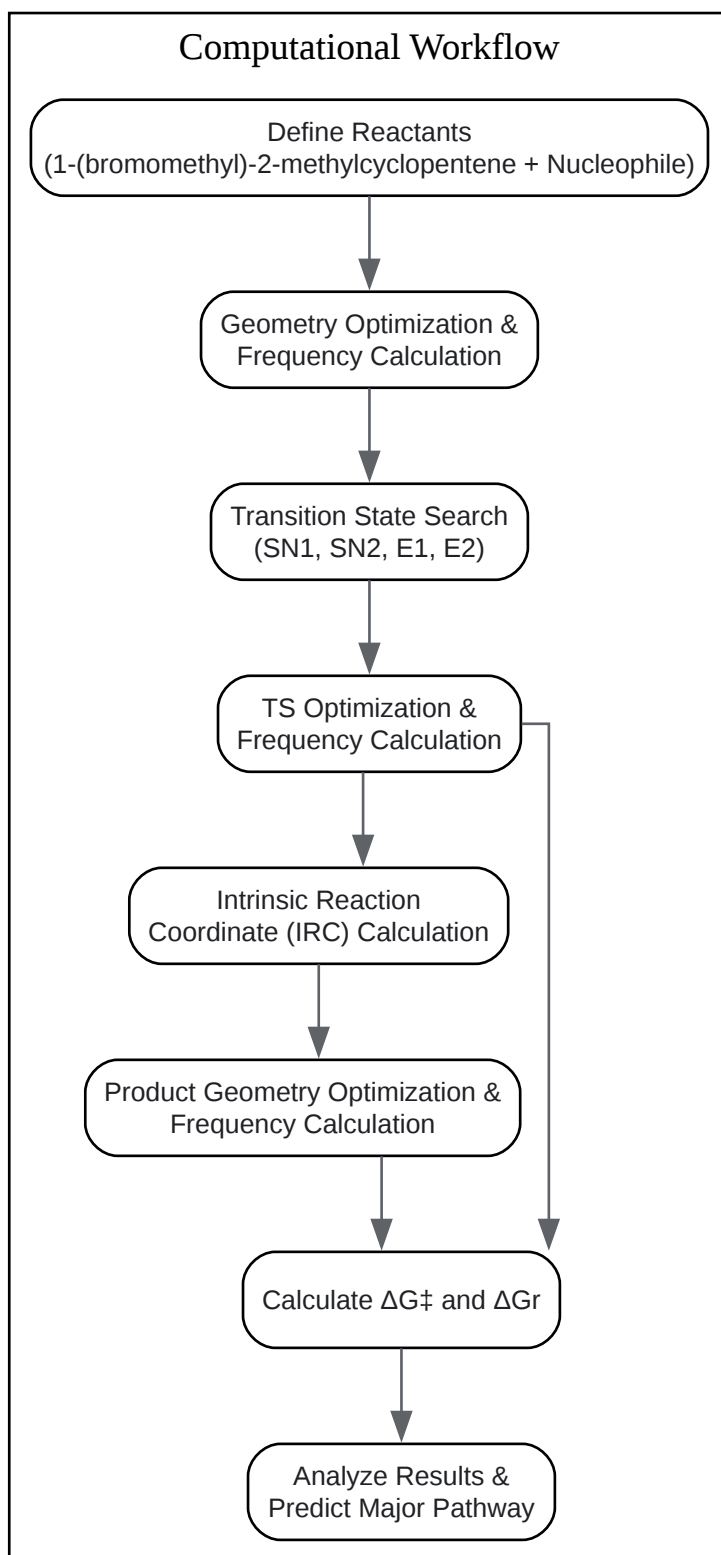 Computational Workflow
Define Reactants
(1-(bromomethyl)-2-methylcyclopentene + Nucleophile)
Geometry Optimization &
Frequency Calculation
Transition State Search
(SN1, SN2, E1, E2)
TS Optimization &
Frequency Calculation
Intrinsic Reaction
Coordinate (IRC) Calculation
Product Geometry Optimization &
Frequency Calculation
Calculate ΔG‡ and ΔGr
Analyze Results &
Predict Major Pathway